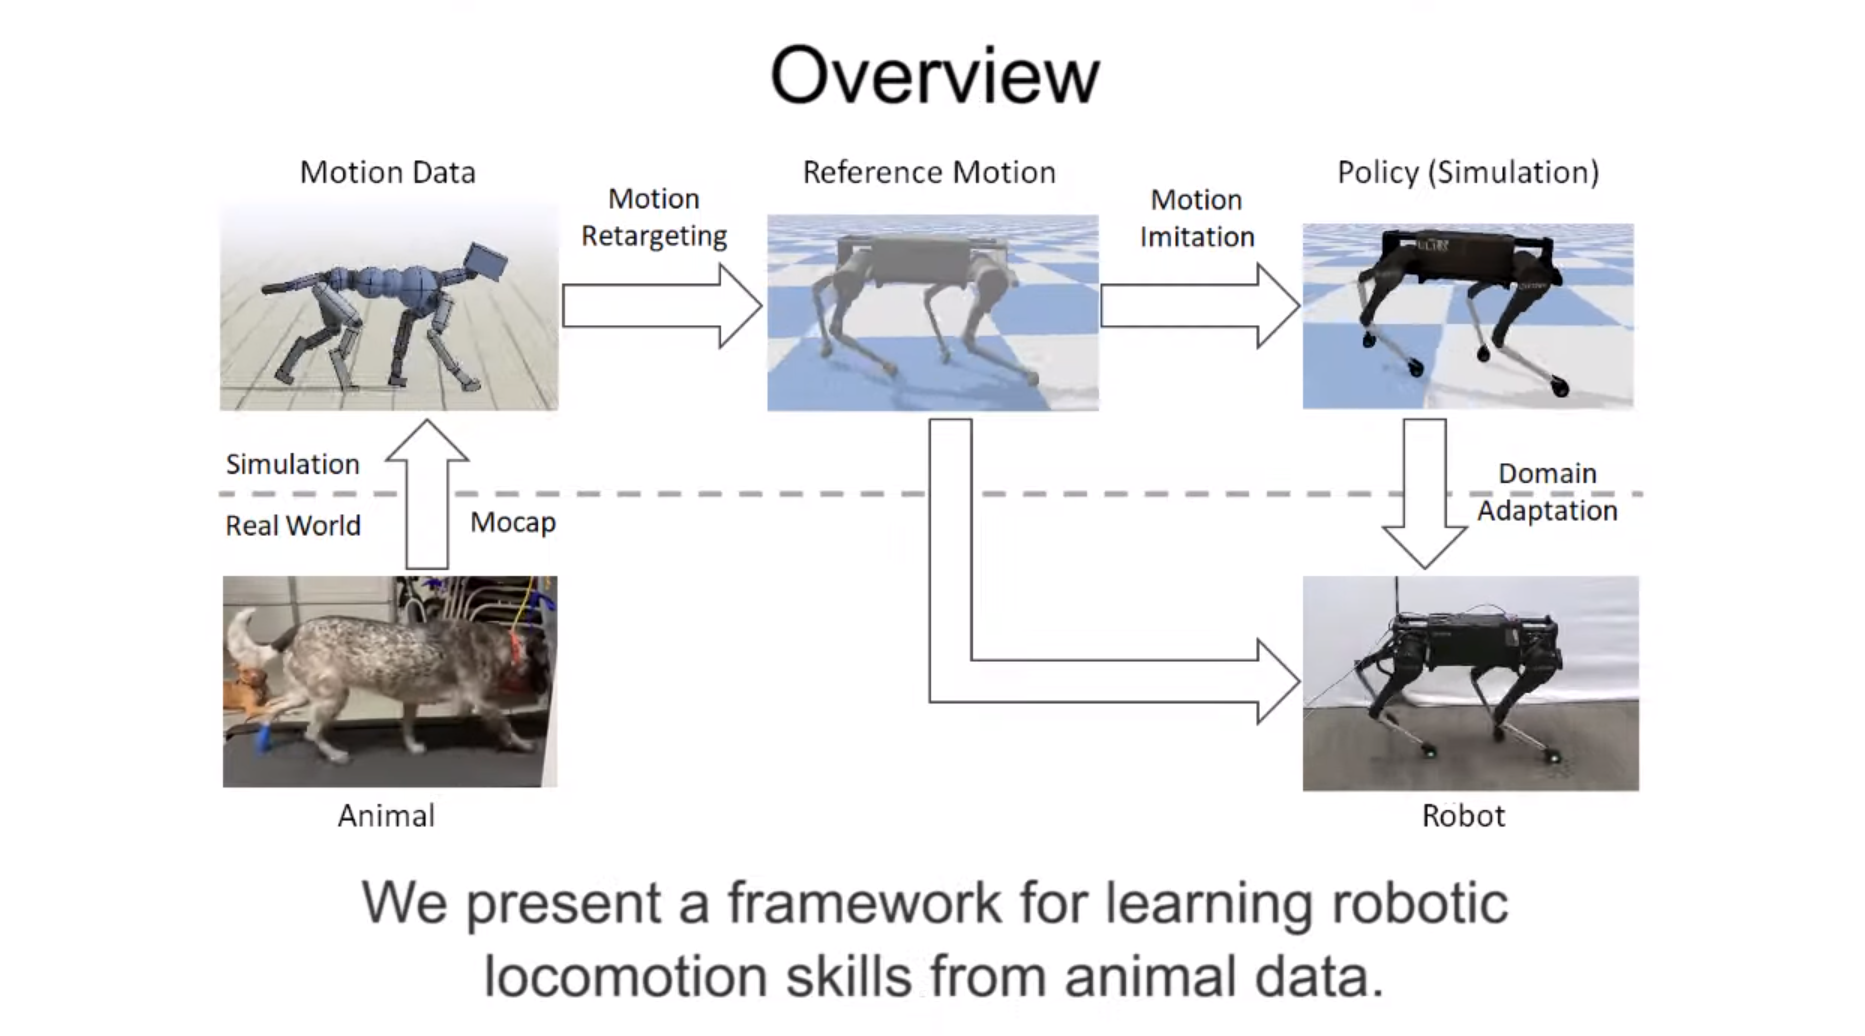 Overview
Motion Data
Motion
Retargeting
Reference Motion
Motion
Imitation
Policy (Simulation)
Simulation
Real World
Mocap
Domain
Adaptation
Animal
Robot
We present a framework for learning robotic
locomotion skills from animal data.